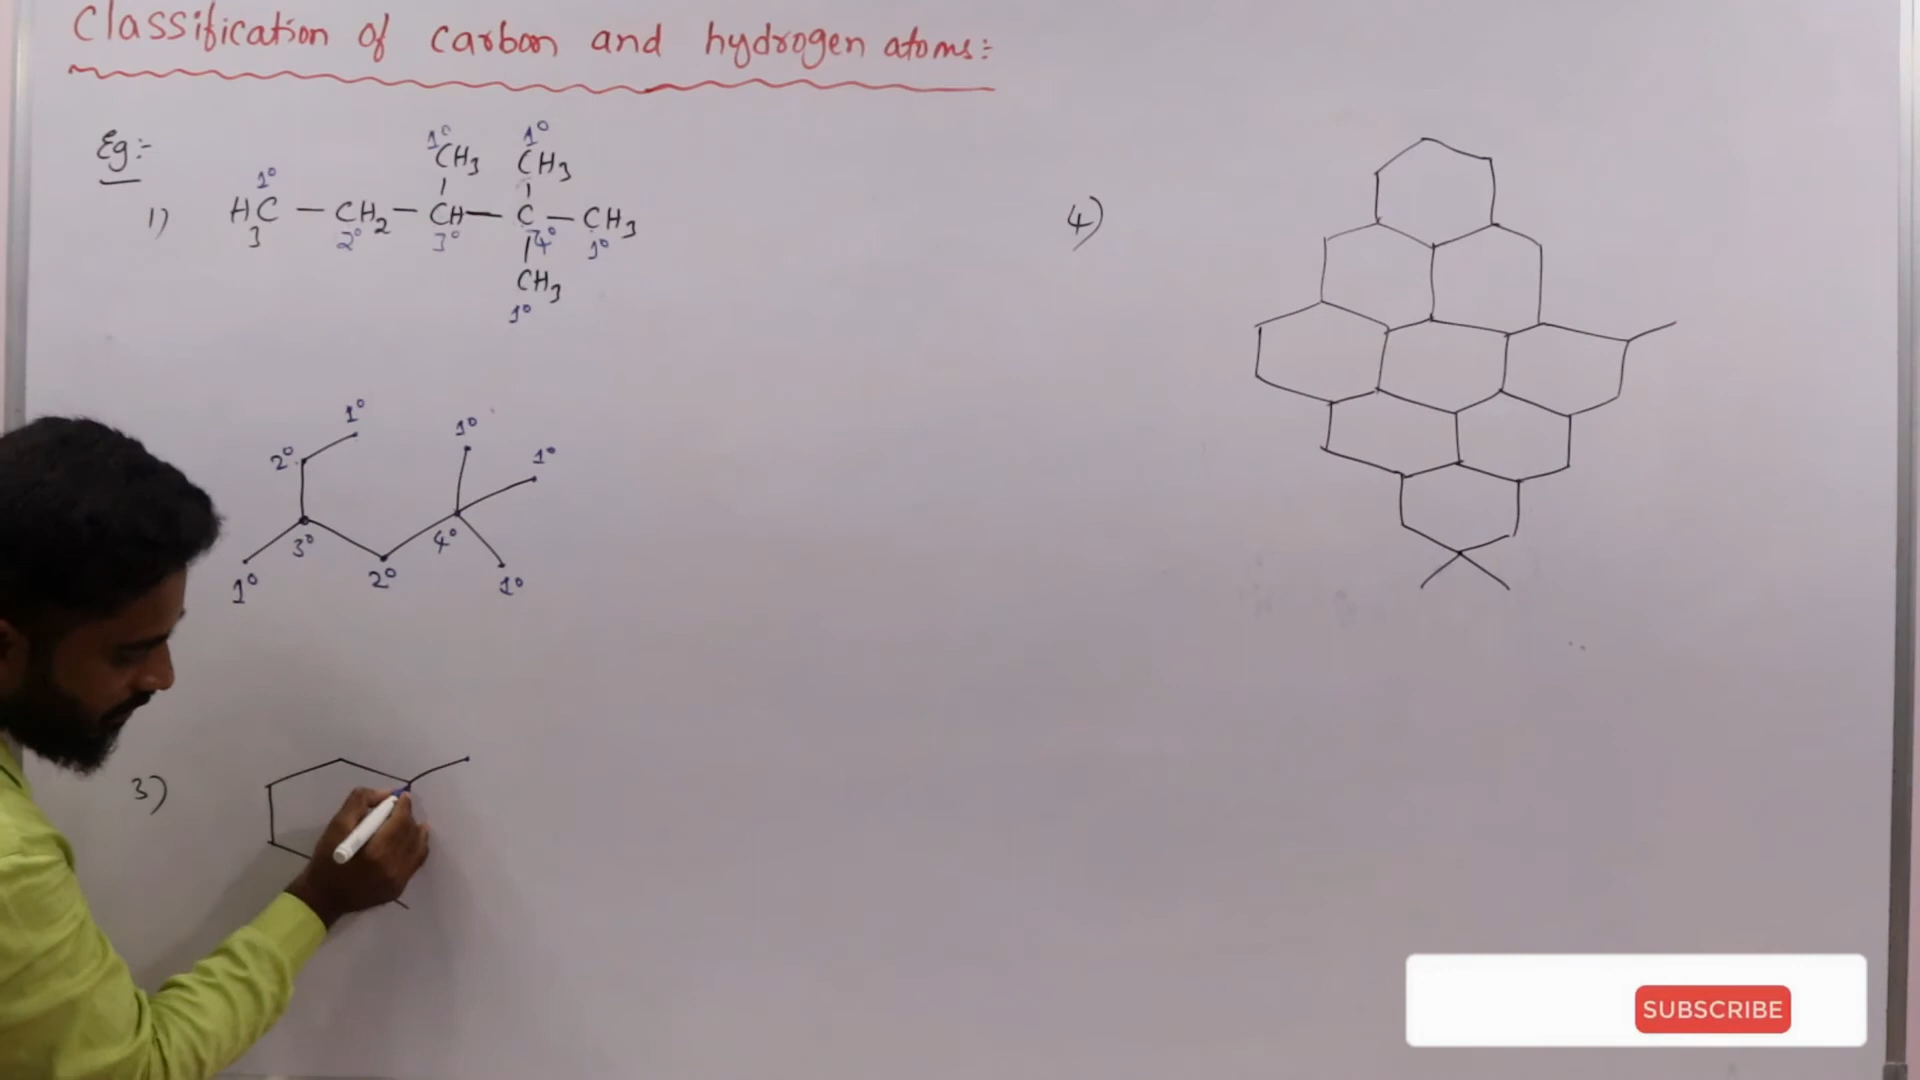 Classification of carbon and hydrogen atoms:
Eg:-
1° 1°
CH3 CH3
1°
1) H3C — CH2 — CH — C — CH3
2° 3° 4° 1°
CH3
1°
4)
1°
2° 1° 1°
3° 4°
1° 2° 1°
3)
SUBSCRIBE